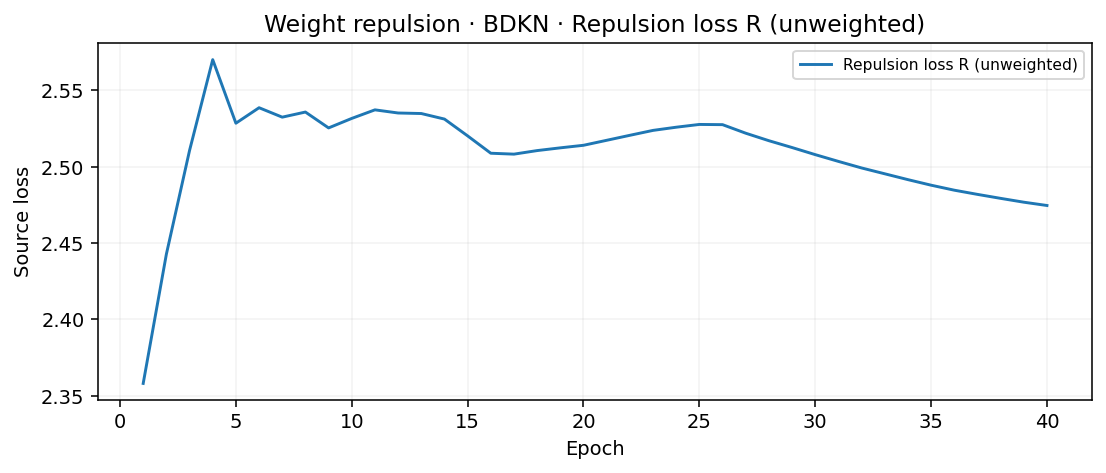 Weight repulsion · BDKN · Repulsion loss R (unweighted)
Repulsion loss R (unweighted)
Source loss
2.55
2.50
2.45
2.40
2.35
0 5 10 15 20 25 30 35 40
Epoch